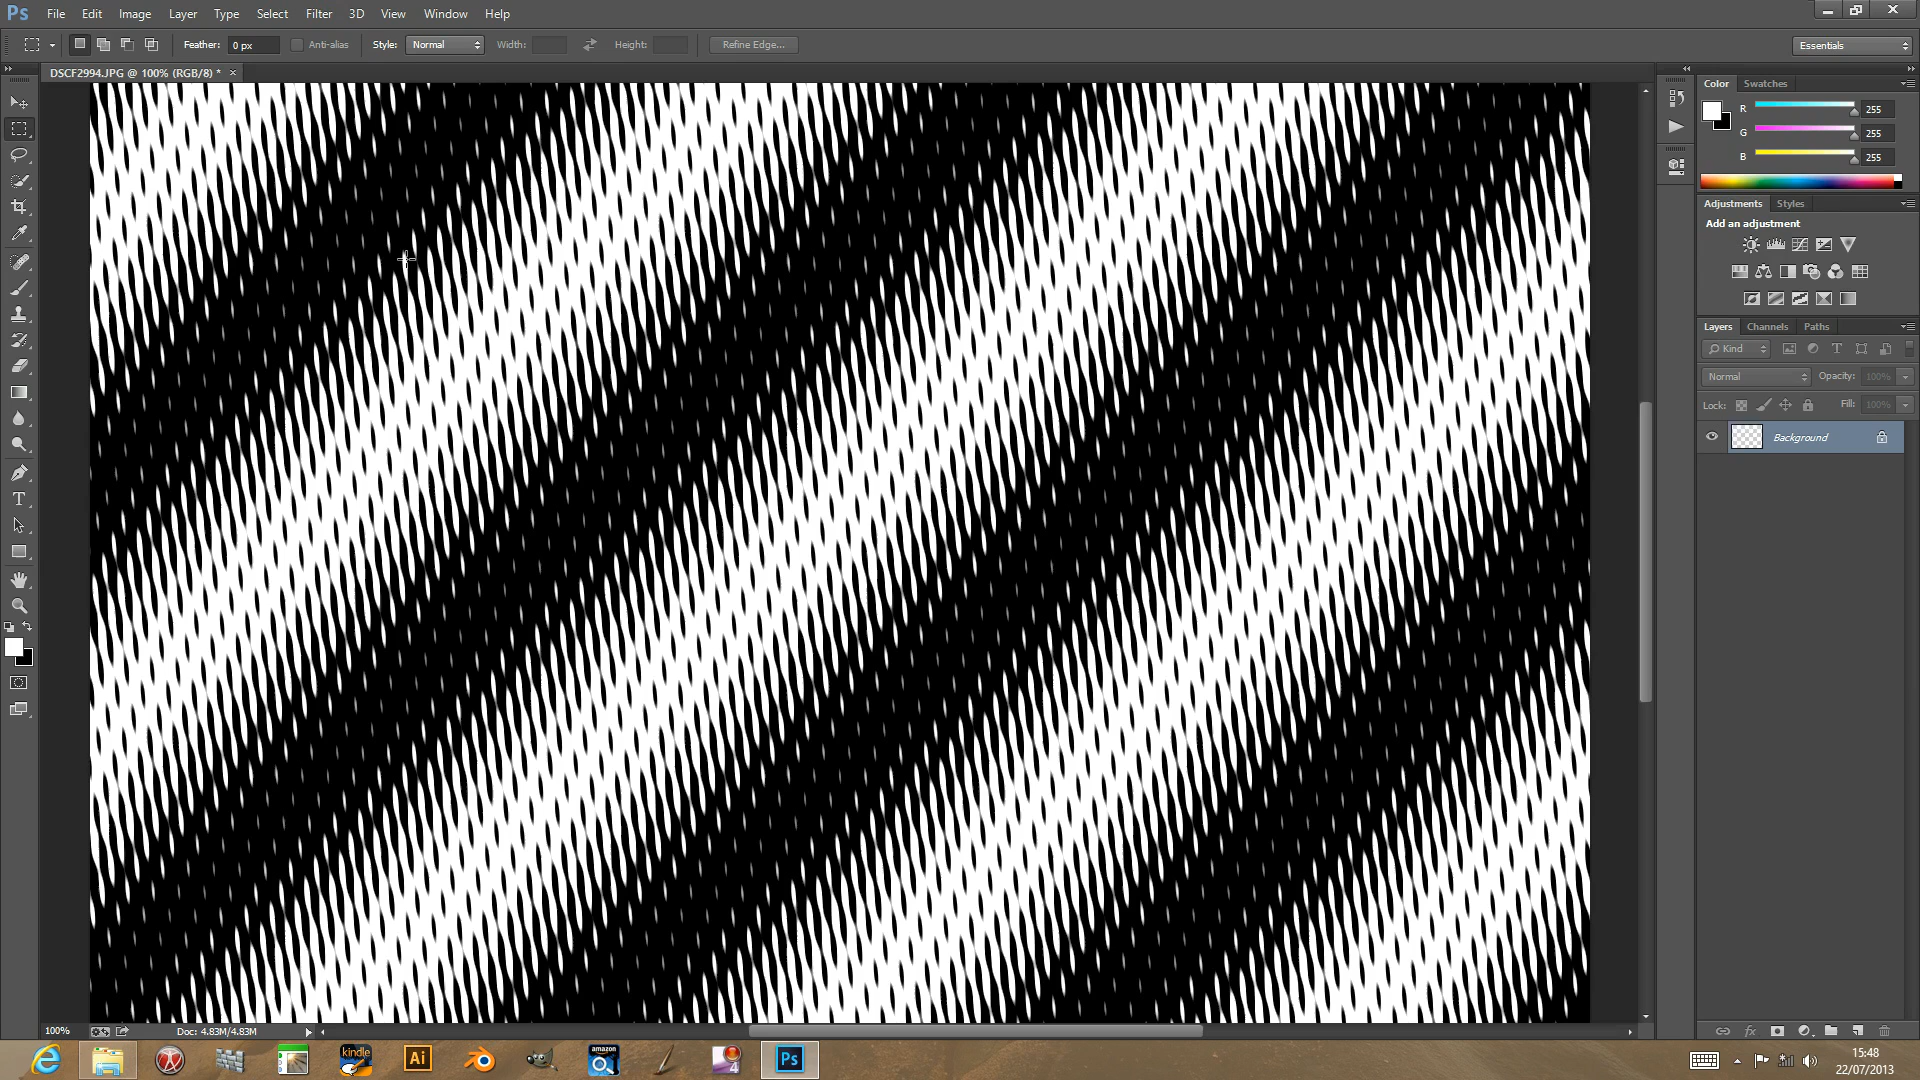 Ps File Edit Image Layer Type Select Filter 3D View Window Help
Feather: 0 px Anti-alias Style: Normal Width: Height: Refine Edge... Essentials
DSCF2994.JPG @ 100% (RGB/8) * ×
Color Swatches
R 255
G 255
B 255
Adjustments Styles
Add an adjustment
Layers Channels Paths
Kind
Normal Opacity: 100%
Lock: Fill: 100%
Background
100% Doc: 4.83M/4.83M
kindle Ai amazon 4 Ps
15:48
22/07/2013